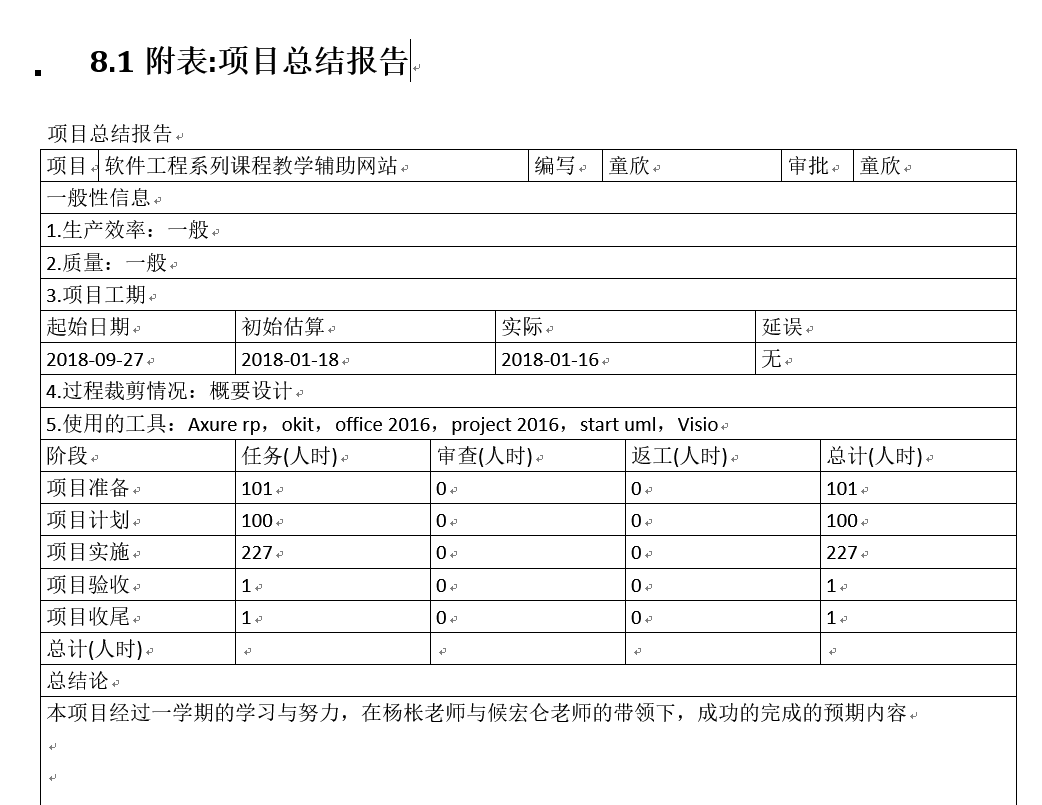 8.1 附表:项目总结报告
项目总结报告
项目 软件工程系列课程教学辅助网站 编写 童欣 审批 童欣
一般性信息
1.生产效率：一般
2.质量：一般
3.项目工期
起始日期 初始估算 实际 延误
2018-09-27 2018-01-18 2018-01-16 无
4.过程裁剪情况：概要设计
5.使用的工具：Axure rp，okit，office 2016，project 2016，start uml，Visio
阶段 任务(人时) 审查(人时) 返工(人时) 总计(人时)
项目准备 101 0 0 101
项目计划 100 0 0 100
项目实施 227 0 0 227
项目验收 1 0 0 1
项目收尾 1 0 0 1
总计(人时)
总结论
本项目经过一学期的学习与努力，在杨枨老师与候宏仑老师的带领下，成功的完成的预期内容